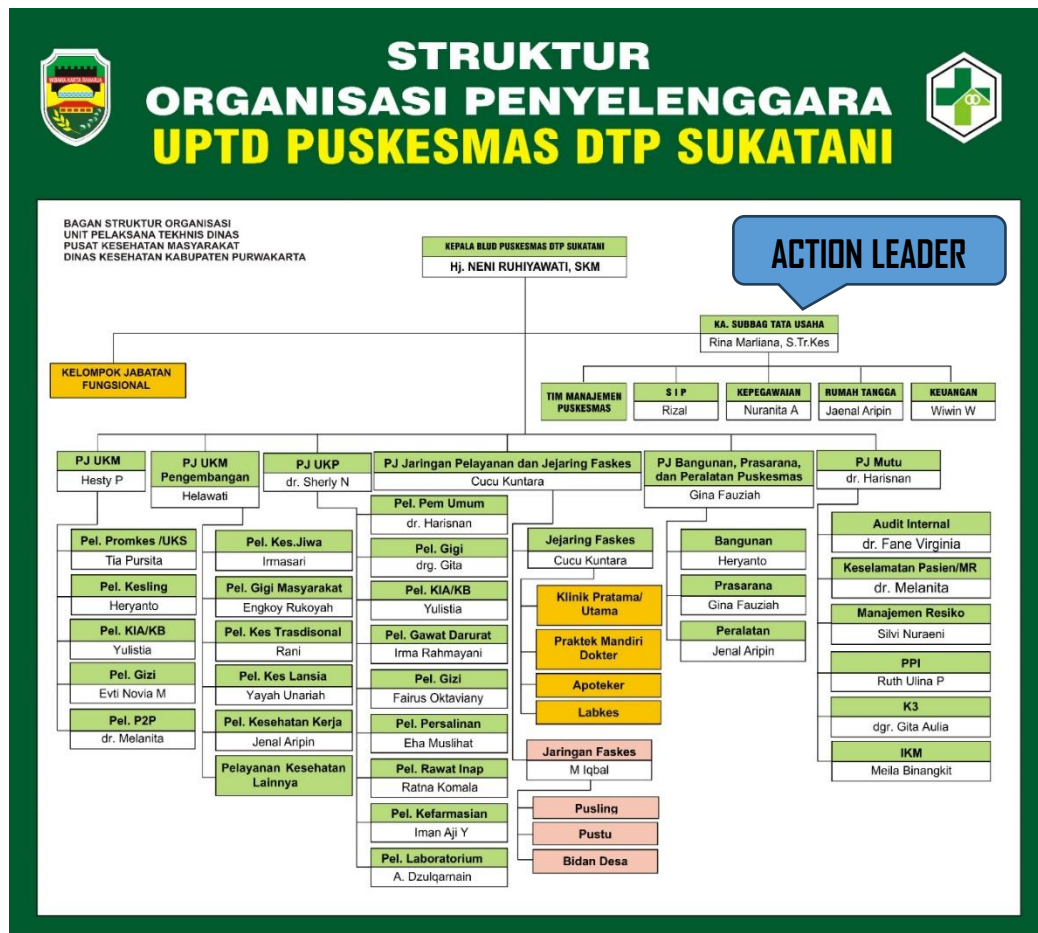 STRUKTUR
ORGANISASI PENYELENGGARA
UPTD PUSKESMAS DTP SUKATANI
BAGAN STRUKTUR ORGANISASI
UNIT PELAKSANA TEKHNIS DINAS
PUSAT KESEHATAN MASYARAKAT
DINAS KESEHATAN KABUPATEN PURWAKARTA
KEPALA BLUD PUSKESMAS DTP SUKATANI
Hj. NENI RUHIYAWATI, SKM
ACTION LEADER
KA. SUBBAG TATA USAHA
Rina Marliana, S.Tr.Kes
KELOMPOK JABATAN
FUNGSIONAL
TIM MANAJEMEN
PUSKESMAS
S I P
Rizal
KEPEGAWAIAN
Nuranita A
RUMAH TANGGA
Jaenal Aripin
KEUANGAN
Wiwin W
PJ UKM
Hesty P
Pel. Promkes /UKS
Tia Pursita
Pel. Kesling
Heryanto
Pel. KIA/KB
Yulistia
Pel. Gizi
Evti Novia M
Pel. P2P
dr. Melanita
PJ UKM
Pengembangan
Helawati
Pel. Kes.Jiwa
Irmasari
Pel. Gigi Masyarakat
Engkoy Rukoyah
Pel. Kes Trasdisonal
Rani
Pel. Kes Lansia
Yayah Unariah
Pel. Kesehatan Kerja
Jenal Aripin
Pelayanan Kesehatan
Lainnya
PJ UKP
dr. Sherly N
Pel. Pem Umum
dr. Harisnan
Pel. Gigi
drg. Gita
Pel. KIA/KB
Yulistia
Pel. Gawat Darurat
Irma Rahmayani
Pel. Gizi
Fairus Oktaviany
Pel. Persalinan
Eha Muslihat
Pel. Rawat Inap
Ratna Komala
Pel. Kefarmasian
Iman Aji Y
Pel. Laboratorium
A. Dzulqarnain
PJ Jaringan Pelayanan dan Jejaring Faskes
Cucu Kuntara
Jejaring Faskes
Cucu Kuntara
Klinik Pratama/
Utama
Praktek Mandiri
Dokter
Apoteker
Labkes
Jaringan Faskes
M Iqbal
Pusling
Pustu
Bidan Desa
PJ Bangunan, Prasarana,
dan Peralatan Puskesmas
Gina Fauziah
Bangunan
Heryanto
Prasarana
Gina Fauziah
Peralatan
Jenal Aripin
PJ Mutu
dr. Harisnan
Audit Internal
dr. Fane Virginia
Keselamatan Pasien/MR
dr. Melanita
Manajemen Resiko
Silvi Nuraeni
PPI
Ruth Ulina P
K3
dgr. Gita Aulia
IKM
Meila Binangkit